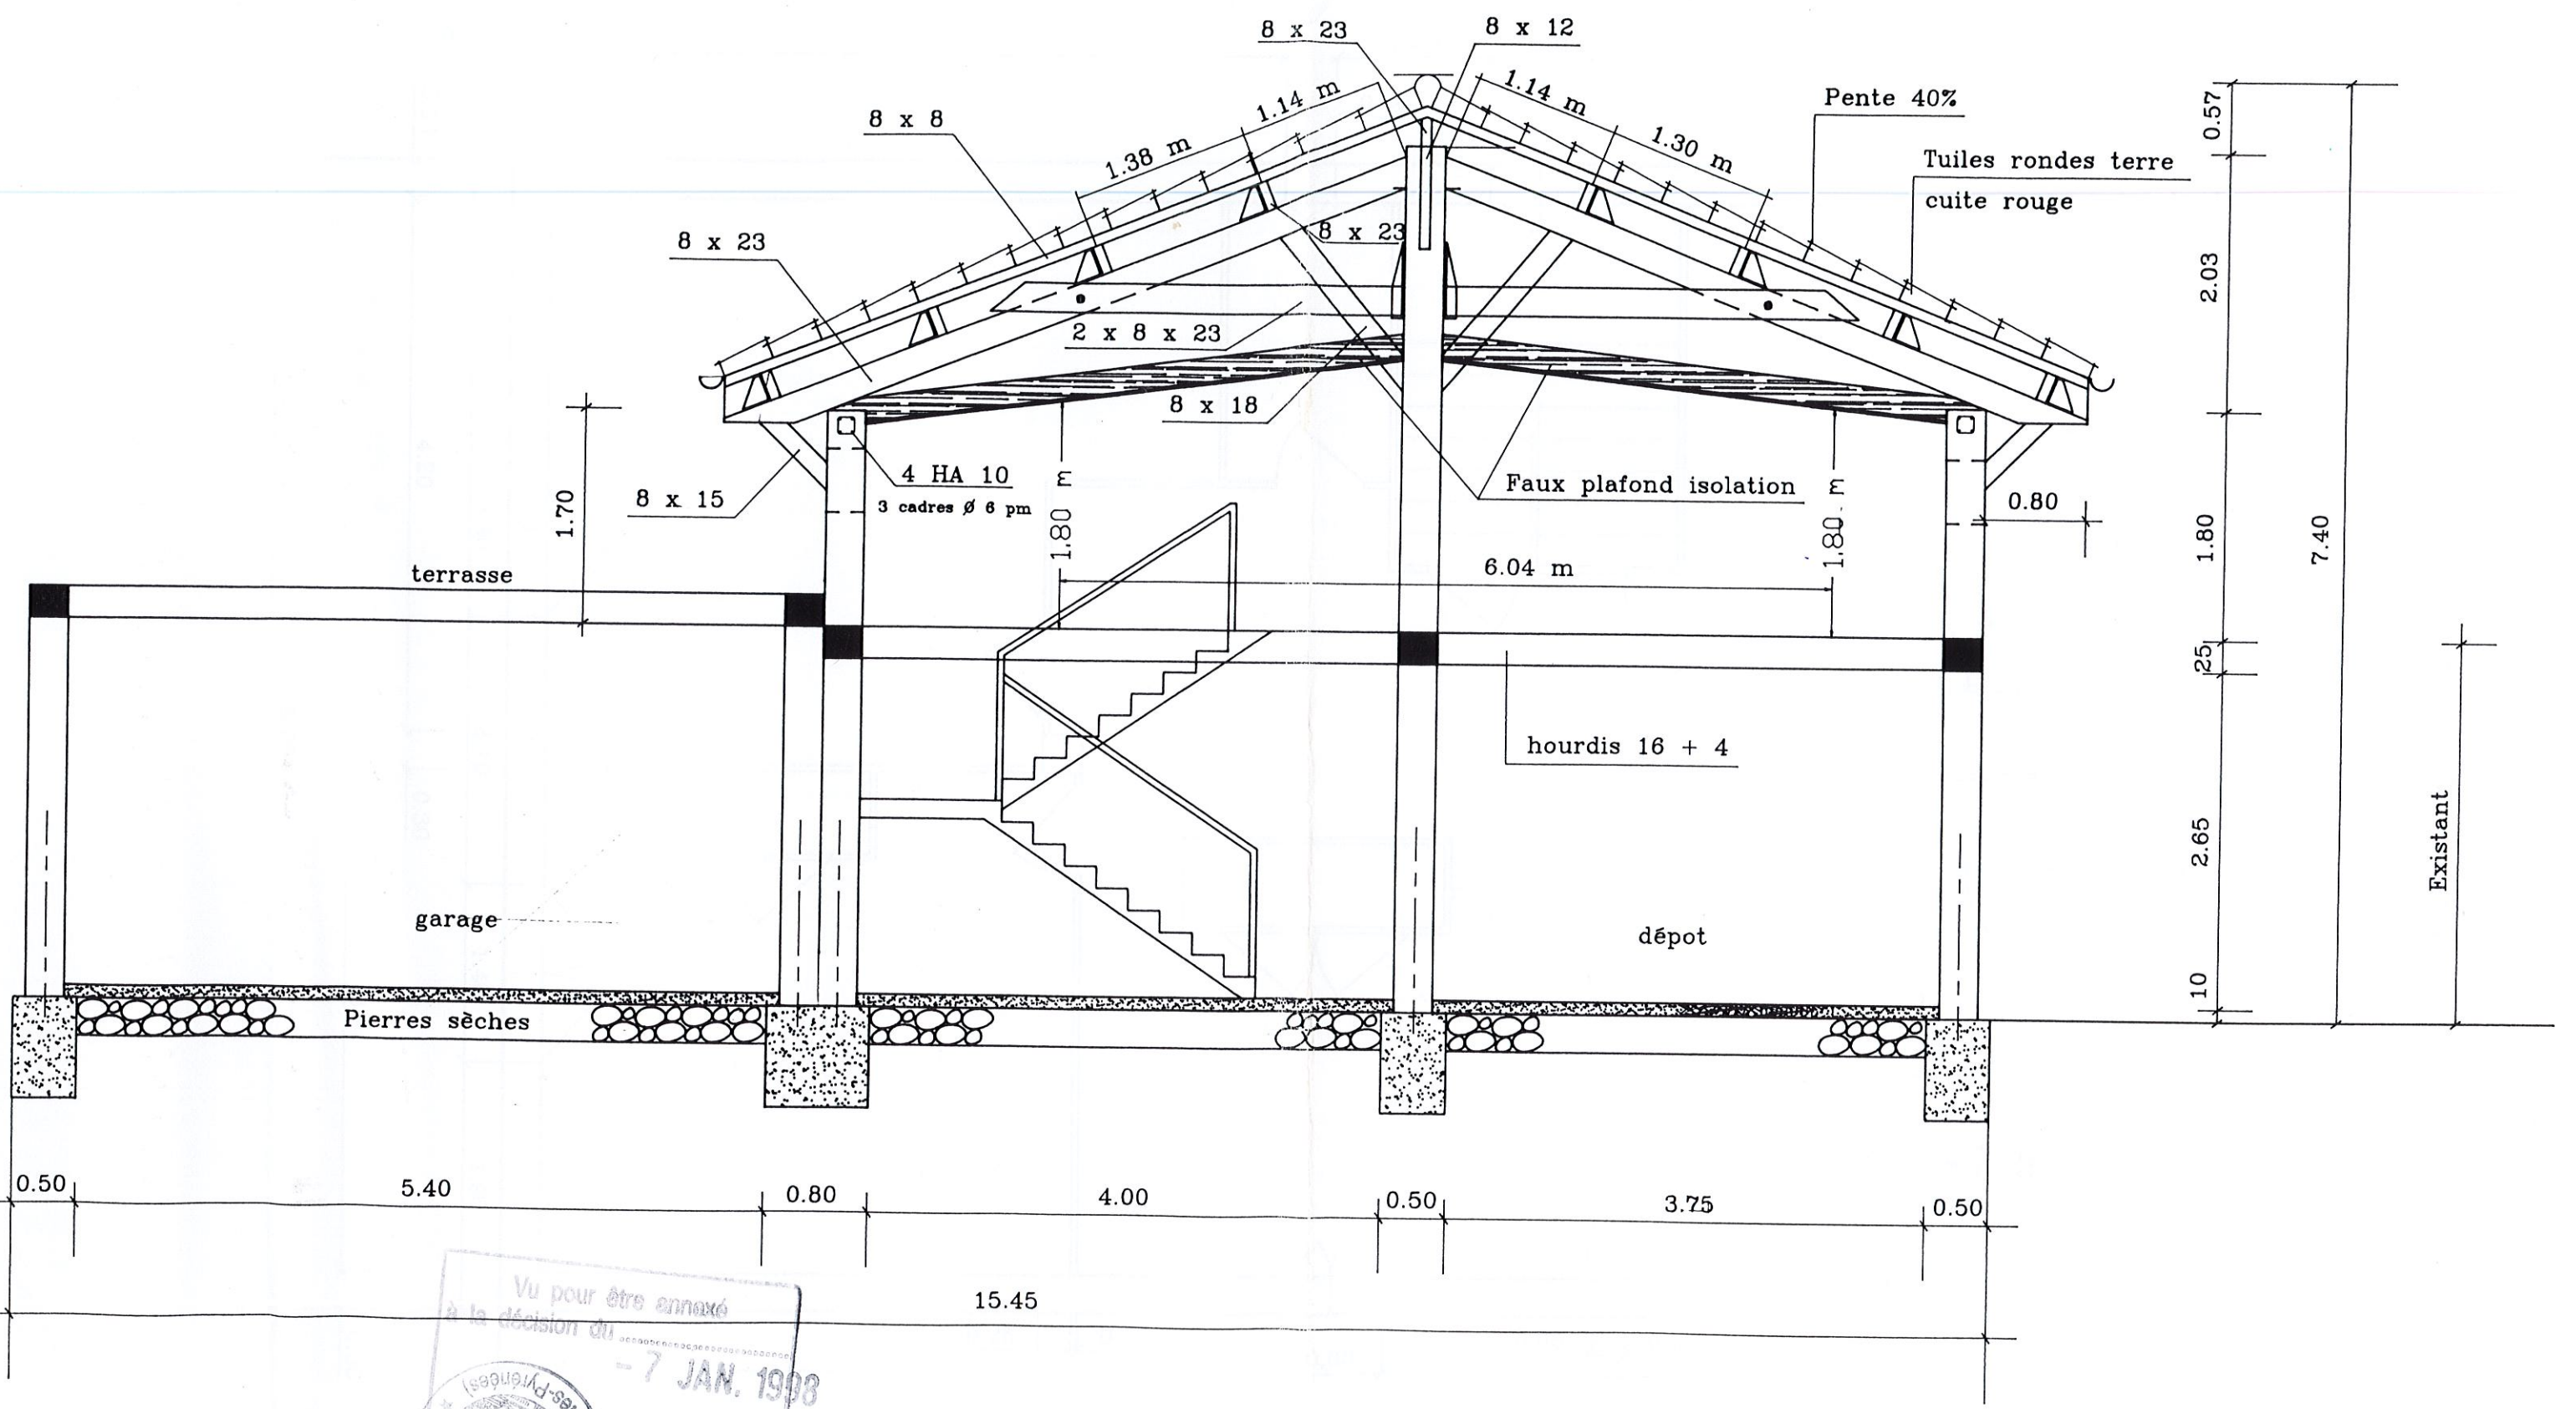 8 x 23
8 x 12
1.14 m
1.14 m
Pente 40%
0.57
8 x 8
1.38 m
1.30 m
Tuiles rondes terre
cuite rouge
8 x 23
8 x 23
2.03
2 x 8 x 23
8 x 18
4 HA 10
3 cadres Ø 6 pm
8 x 15
1.70
1.80 m
Faux plafond isolation
1.80 m
0.80
1.80
7.40
terrasse
6.04 m
25
hourdis 16 + 4
2.65
Existant
garage
dépot
10
Pierres sèches
0.50
5.40
0.80
4.00
0.50
3.75
0.50
15.45
Vu pour être annexé
à la décision du
- 7 JAN. 1998
es-Pyrénées)